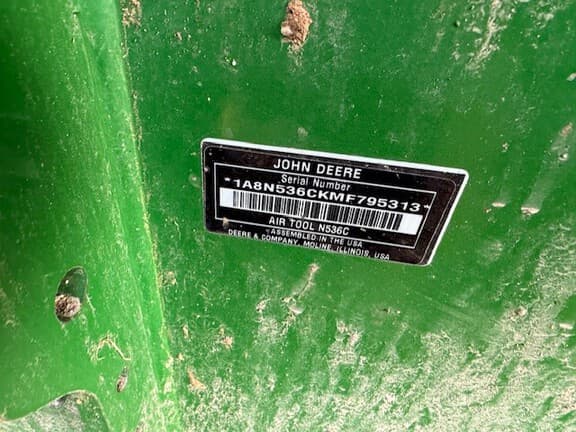 JOHN DEERE
Serial Number
*1A8N536CKMF795313*
AIR TOOL N536C
ASSEMBLED IN THE USA
DEERE & COMPANY, MOLINE, ILLINOIS, USA